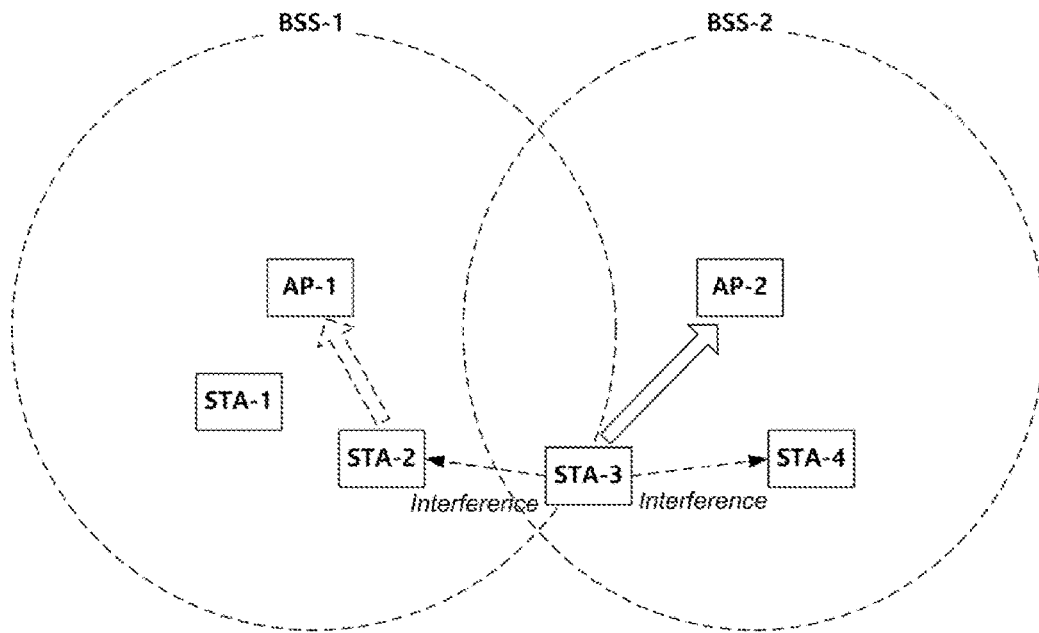 BSS-1
BSS-2
AP-1
AP-2
STA-1
STA-2
STA-3
STA-4
Interference
Interference